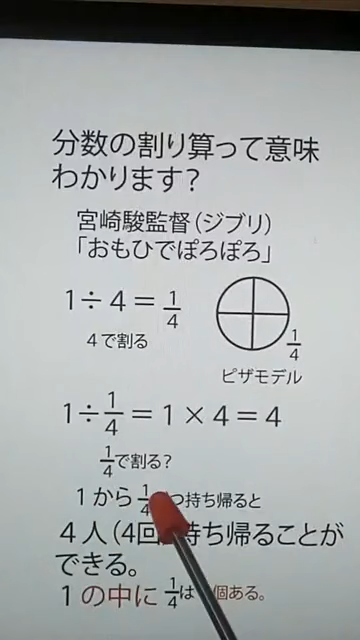 分数の割り算って意味
わかります？
宮崎駿監督（ジブリ）
「おもひでぽろぽろ」
1÷4＝1/4
4で割る
1/4
ピザモデル
1÷1/4＝1×4＝4
1/4で割る？
1から1/4つ持ち帰ると
4人（4回持ち帰ることが
できる。
1の中に1/4は個ある。